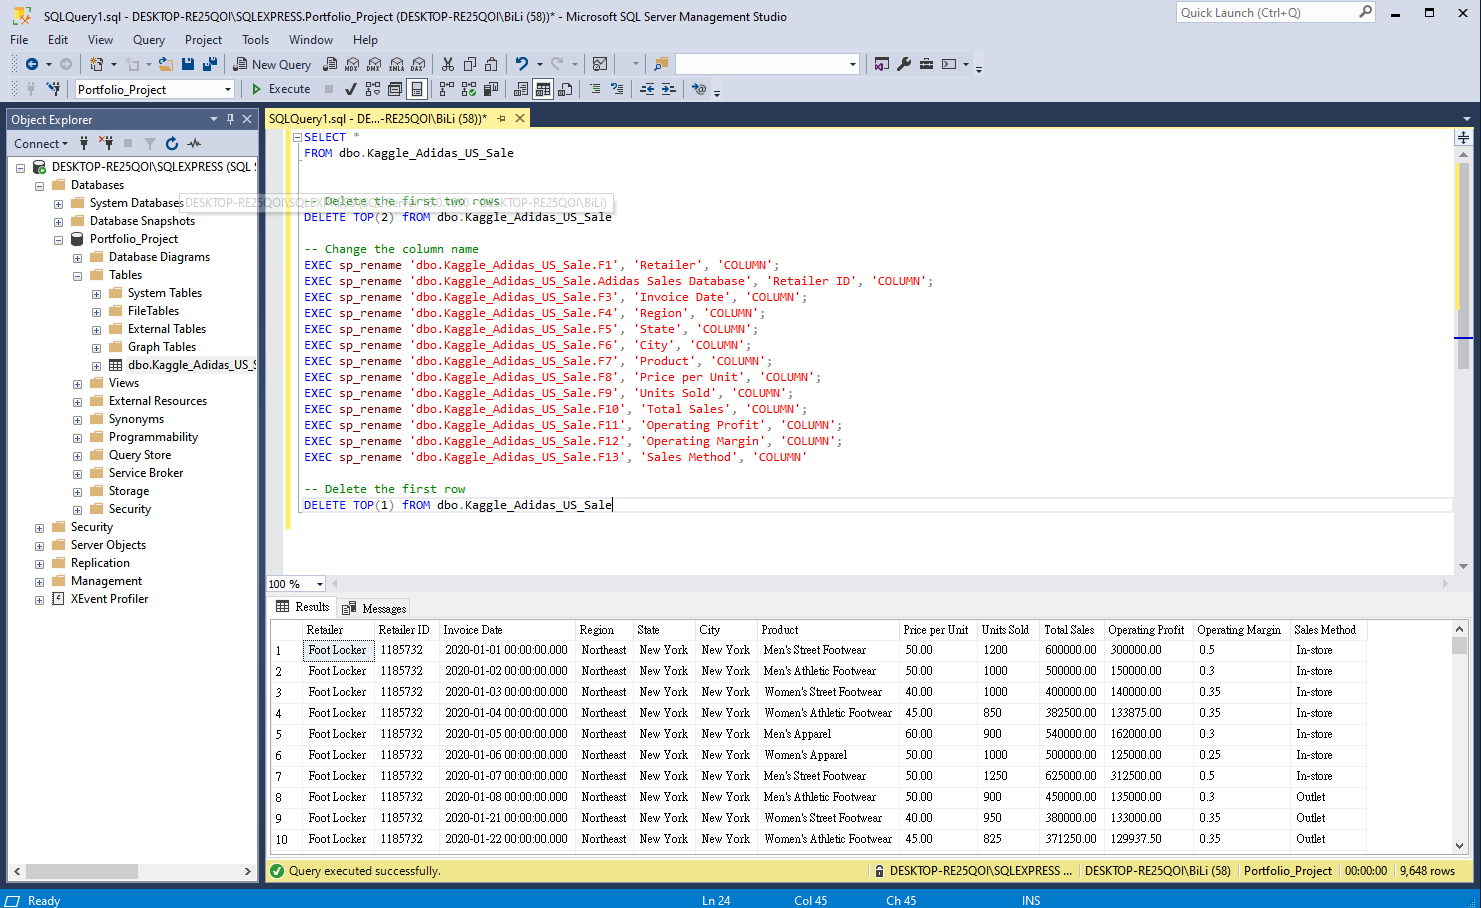 SQLQuery1.sql - DESKTOP-RE25QOI\SQLEXPRESS.Portfolio_Project (DESKTOP-RE25QOI\BiLi (58))* - Microsoft SQL Server Management Studio
Quick Launch (Ctrl+Q)
File Edit View Query Project Tools Window Help
New Query MDX DMX XMLA DAX
Portfolio_Project Execute
Object Explorer
Connect
DESKTOP-RE25QOI\SQLEXPRESS (SQL S
Databases
System Databases
Database Snapshots
Portfolio_Project
Database Diagrams
Tables
System Tables
FileTables
External Tables
Graph Tables
dbo.Kaggle_Adidas_US_S
Views
External Resources
Synonyms
Programmability
Query Store
Service Broker
Storage
Security
Security
Server Objects
Replication
Management
XEvent Profiler
SQLQuery1.sql - DE...-RE25QOI\BiLi (58))*
SELECT *
FROM dbo.Kaggle_Adidas_US_Sale
Delete the first two rows
DELETE TOP(2) fROM dbo.Kaggle_Adidas_US_Sale
-- Change the column name
EXEC sp_rename 'dbo.Kaggle_Adidas_US_Sale.F1', 'Retailer', 'COLUMN';
EXEC sp_rename 'dbo.Kaggle_Adidas_US_Sale.Adidas Sales Database', 'Retailer ID', 'COLUMN';
EXEC sp_rename 'dbo.Kaggle_Adidas_US_Sale.F3', 'Invoice Date', 'COLUMN';
EXEC sp_rename 'dbo.Kaggle_Adidas_US_Sale.F4', 'Region', 'COLUMN';
EXEC sp_rename 'dbo.Kaggle_Adidas_US_Sale.F5', 'State', 'COLUMN';
EXEC sp_rename 'dbo.Kaggle_Adidas_US_Sale.F6', 'City', 'COLUMN';
EXEC sp_rename 'dbo.Kaggle_Adidas_US_Sale.F7', 'Product', 'COLUMN';
EXEC sp_rename 'dbo.Kaggle_Adidas_US_Sale.F8', 'Price per Unit', 'COLUMN';
EXEC sp_rename 'dbo.Kaggle_Adidas_US_Sale.F9', 'Units Sold', 'COLUMN';
EXEC sp_rename 'dbo.Kaggle_Adidas_US_Sale.F10', 'Total Sales', 'COLUMN';
EXEC sp_rename 'dbo.Kaggle_Adidas_US_Sale.F11', 'Operating Profit', 'COLUMN';
EXEC sp_rename 'dbo.Kaggle_Adidas_US_Sale.F12', 'Operating Margin', 'COLUMN';
EXEC sp_rename 'dbo.Kaggle_Adidas_US_Sale.F13', 'Sales Method', 'COLUMN'
-- Delete the first row
DELETE TOP(1) fROM dbo.Kaggle_Adidas_US_Sale
100 %
Results Messages
Retailer Retailer ID Invoice Date Region State City Product Price per Unit Units Sold Total Sales Operating Profit Operating Margin Sales Method
1 Foot Locker 1185732 2020-01-01 00:00:00.000 Northeast New York New York Men's Street Footwear 50.00 1200 600000.00 300000.00 0.5 In-store
2 Foot Locker 1185732 2020-01-02 00:00:00.000 Northeast New York New York Men's Athletic Footwear 50.00 1000 500000.00 150000.00 0.3 In-store
3 Foot Locker 1185732 2020-01-03 00:00:00.000 Northeast New York New York Women's Street Footwear 40.00 1000 400000.00 140000.00 0.35 In-store
4 Foot Locker 1185732 2020-01-04 00:00:00.000 Northeast New York New York Women's Athletic Footwear 45.00 850 382500.00 133875.00 0.35 In-store
5 Foot Locker 1185732 2020-01-05 00:00:00.000 Northeast New York New York Men's Apparel 60.00 900 540000.00 162000.00 0.3 In-store
6 Foot Locker 1185732 2020-01-06 00:00:00.000 Northeast New York New York Women's Apparel 50.00 1000 500000.00 125000.00 0.25 In-store
7 Foot Locker 1185732 2020-01-07 00:00:00.000 Northeast New York New York Men's Street Footwear 50.00 1250 625000.00 312500.00 0.5 In-store
8 Foot Locker 1185732 2020-01-08 00:00:00.000 Northeast New York New York Men's Athletic Footwear 50.00 900 450000.00 135000.00 0.3 Outlet
9 Foot Locker 1185732 2020-01-21 00:00:00.000 Northeast New York New York Women's Street Footwear 40.00 950 380000.00 133000.00 0.35 Outlet
10 Foot Locker 1185732 2020-01-22 00:00:00.000 Northeast New York New York Women's Athletic Footwear 45.00 825 371250.00 129937.50 0.35 Outlet
Query executed successfully. DESKTOP-RE25QOI\SQLEXPRESS ... DESKTOP-RE25QOI\BiLi (58) Portfolio_Project 00:00:00 9,648 rows
Ready Ln 24 Col 45 Ch 45 INS